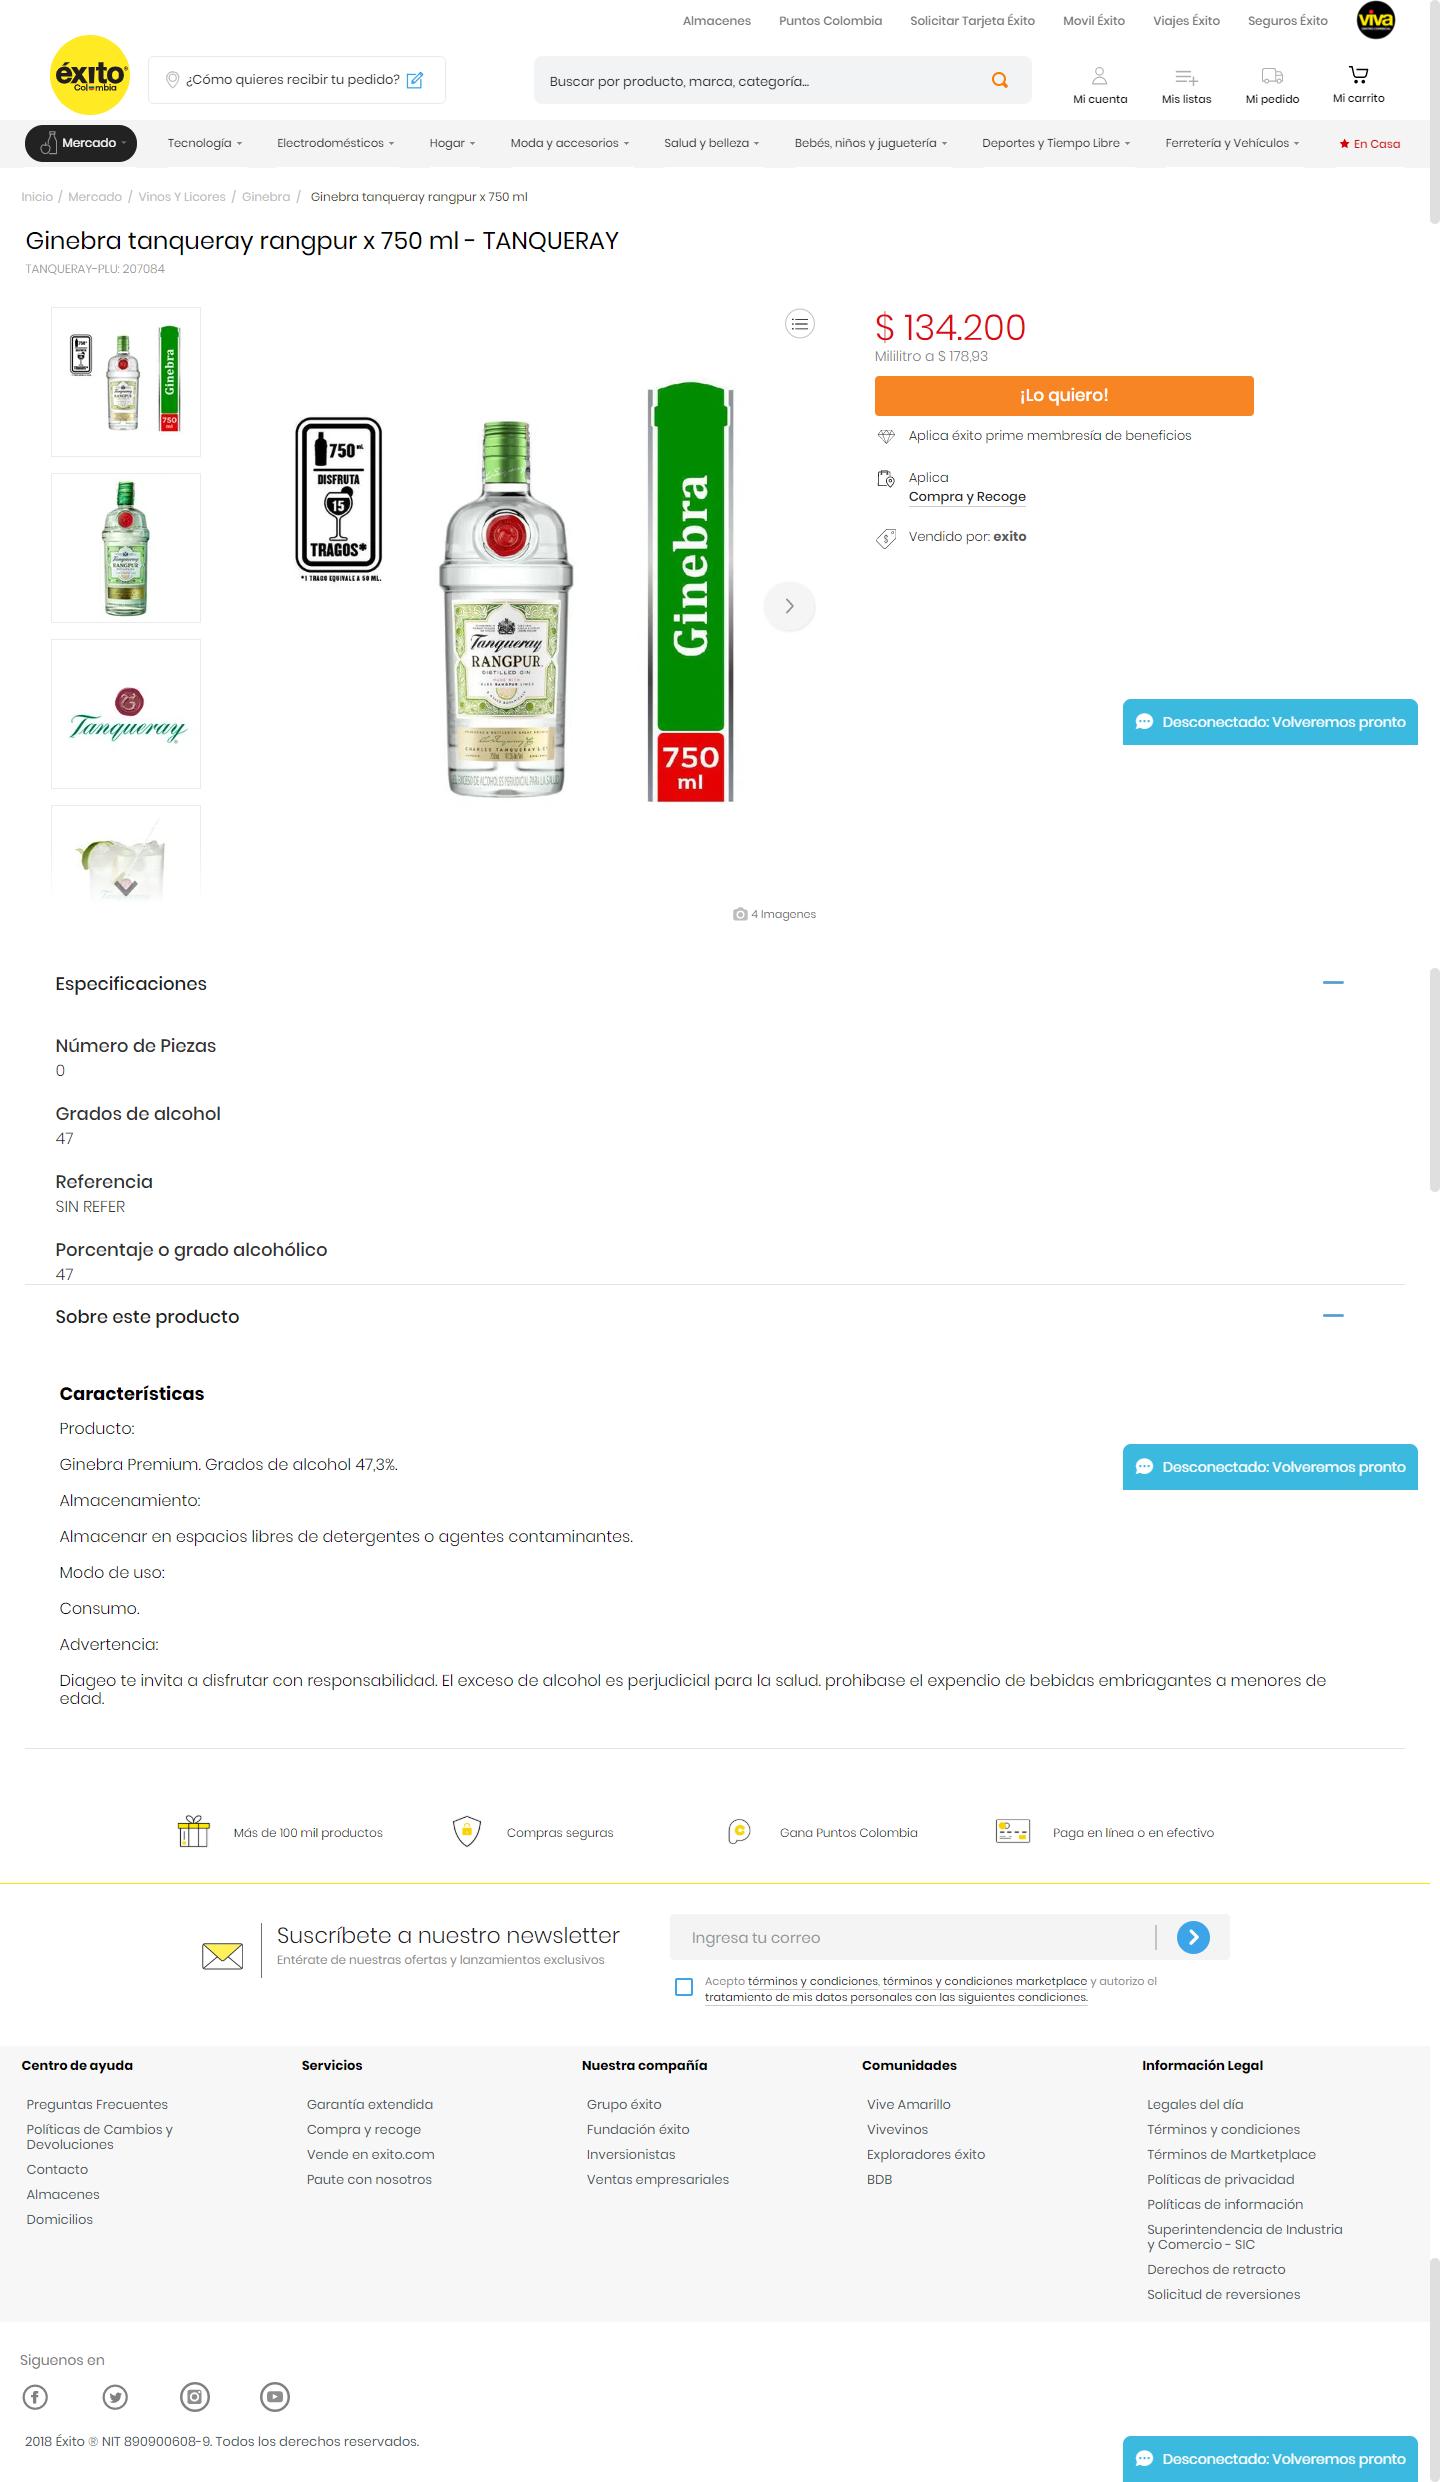 Almacenes Puntos Colombia Solicitar Tarjeta Éxito Movil Éxito Viajes Éxito Seguros Éxito viva
éxito
Colombia
¿Cómo quieres recibir tu pedido?
Buscar por producto, marca, categoría...
Mi cuenta Mis listas Mi pedido Mi carrito
Mercado Tecnología Electrodomésticos Hogar Moda y accesorios Salud y belleza Bebés, niños y juguetería Deportes y Tiempo Libre Ferretería y Vehículos En Casa
Inicio / Mercado / Vinos Y Licores / Ginebra / Ginebra tanqueray rangpur x 750 ml
Ginebra tanqueray rangpur x 750 ml - TANQUERAY
TANQUERAY-PLU: 207084
750 ml
DISFRUTA
15
TRAGOS*
*1 TRAGO EQUIVALE A 50 ML.
Tanqueray
RANGPUR
DISTILLED GIN
CHARLES TANQUERAY & Co
Ginebra
750
ml
Ginebra
750
ml
Tanqueray
RANGPUR
Tanqueray
4 Imagenes
$ 134.200
Mililitro a $ 178,93
¡Lo quiero!
Aplica éxito prime membresía de beneficios
Aplica
Compra y Recoge
Vendido por: exito
Desconectado: Volveremos pronto
Especificaciones
Número de Piezas
0
Grados de alcohol
47
Referencia
SIN REFER
Porcentaje o grado alcohólico
47
Sobre este producto
Características
Producto:
Ginebra Premium. Grados de alcohol 47,3%.
Desconectado: Volveremos pronto
Almacenamiento:
Almacenar en espacios libres de detergentes o agentes contaminantes.
Modo de uso:
Consumo.
Advertencia:
Diageo te invita a disfrutar con responsabilidad. El exceso de alcohol es perjudicial para la salud. prohibase el expendio de bebidas embriagantes a menores de
edad.
Más de 100 mil productos Compras seguras Gana Puntos Colombia Paga en línea o en efectivo
Suscríbete a nuestro newsletter
Entérate de nuestras ofertas y lanzamientos exclusivos
Ingresa tu correo
Acepto términos y condiciones, términos y condiciones marketplace y autorizo el
tratamiento de mis datos personales con las siguientes condiciones.
Centro de ayuda
Preguntas Frecuentes
Políticas de Cambios y
Devoluciones
Contacto
Almacenes
Domicilios
Servicios
Garantía extendida
Compra y recoge
Vende en exito.com
Paute con nosotros
Nuestra compañía
Grupo éxito
Fundación éxito
Inversionistas
Ventas empresariales
Comunidades
Vive Amarillo
Vivevinos
Exploradores éxito
BDB
Información Legal
Legales del día
Términos y condiciones
Términos de Martketplace
Políticas de privacidad
Políticas de información
Superintendencia de Industria
y Comercio - SIC
Derechos de retracto
Solicitud de reversiones
Siguenos en
2018 Éxito ® NIT 890900608-9. Todos los derechos reservados.
Desconectado: Volveremos pronto